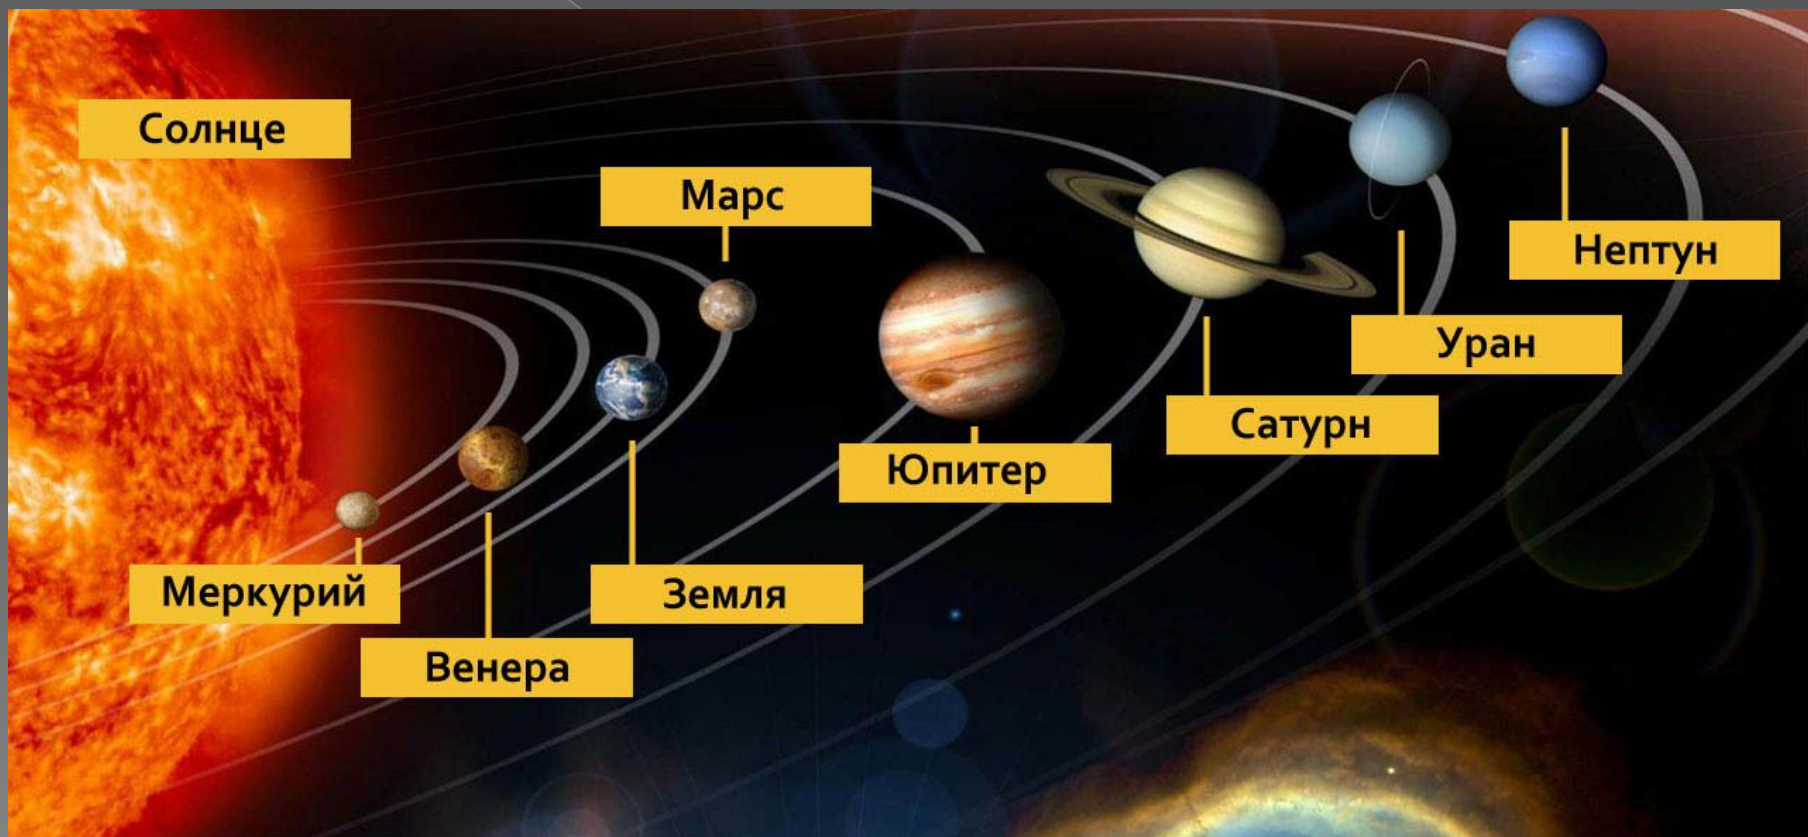 Солнце
Марс
Нептун
Уран
Сатурн
Юпитер
Меркурий
Земля
Венера